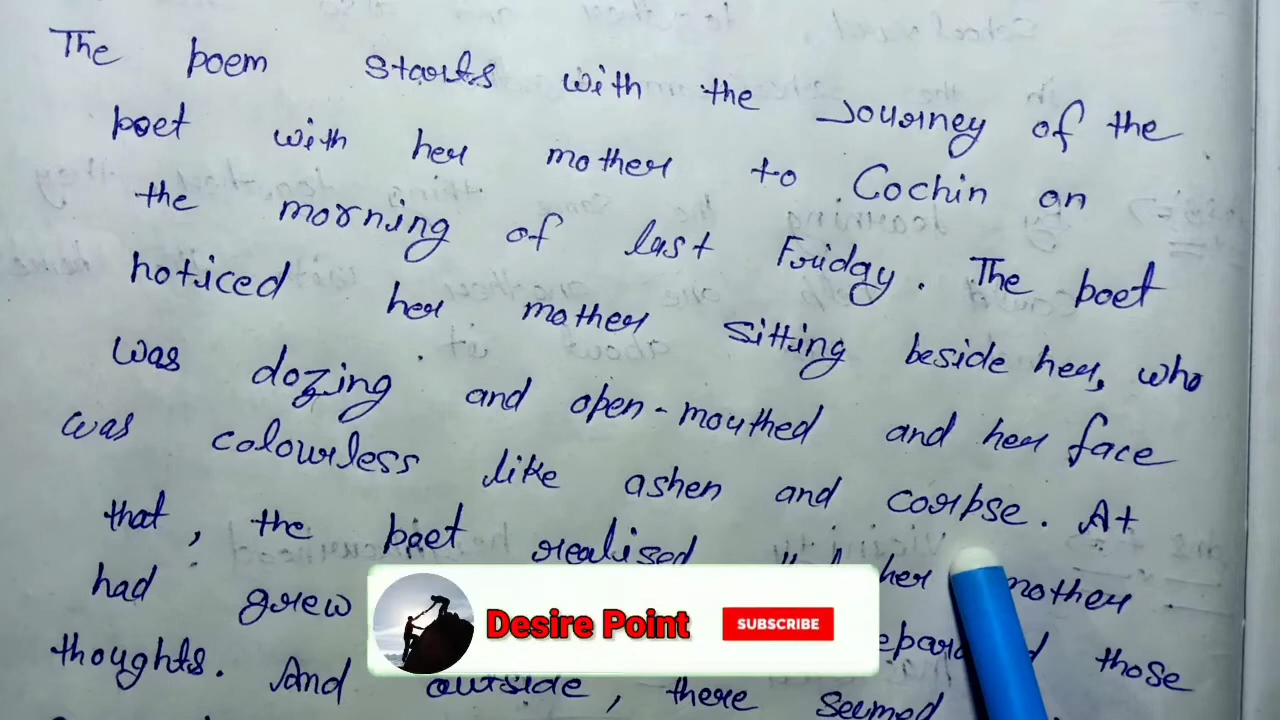 The poem starts with the Journey of the
poet with her mother to Cochin on
the morning of last Friday. The poet
noticed her mother sitting beside her, who
was dozing and open-mouthed and her face
was colourless like ashen and corpse. At
that, the poet realised her mother
had grew
thoughts. And outside, there seemed
those
Desire Point
SUBSCRIBE